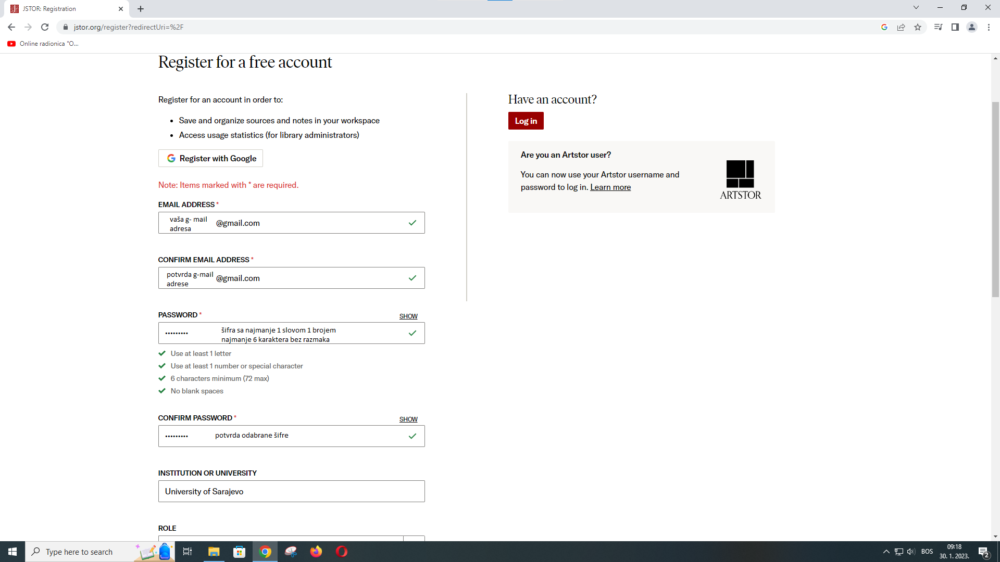 JSTOR: Registration
jstor.org/register?redirectUri=%2F
Online radionica "O...
Register for a free account
Register for an account in order to:
Save and organize sources and notes in your workspace
Access usage statistics (for library administrators)
Register with Google
Note: Items marked with * are required.
EMAIL ADDRESS *
vaša g- mail
adresa
@gmail.com
CONFIRM EMAIL ADDRESS *
potvrda g-mail
adrese
@gmail.com
PASSWORD *
SHOW
•••••••••
šifra sa najmanje 1 slovom 1 brojem
najmanje 6 karaktera bez razmaka
Use at least 1 letter
Use at least 1 number or special character
6 characters minimum (72 max)
No blank spaces
CONFIRM PASSWORD *
SHOW
•••••••••
potvrda odabrane šifre
INSTITUTION OR UNIVERSITY
University of Sarajevo
ROLE
Have an account?
Log in
Are you an Artstor user?
You can now use your Artstor username and
password to log in. Learn more
ARTSTOR
Type here to search
BOS
09:18
30. 1. 2023.
2